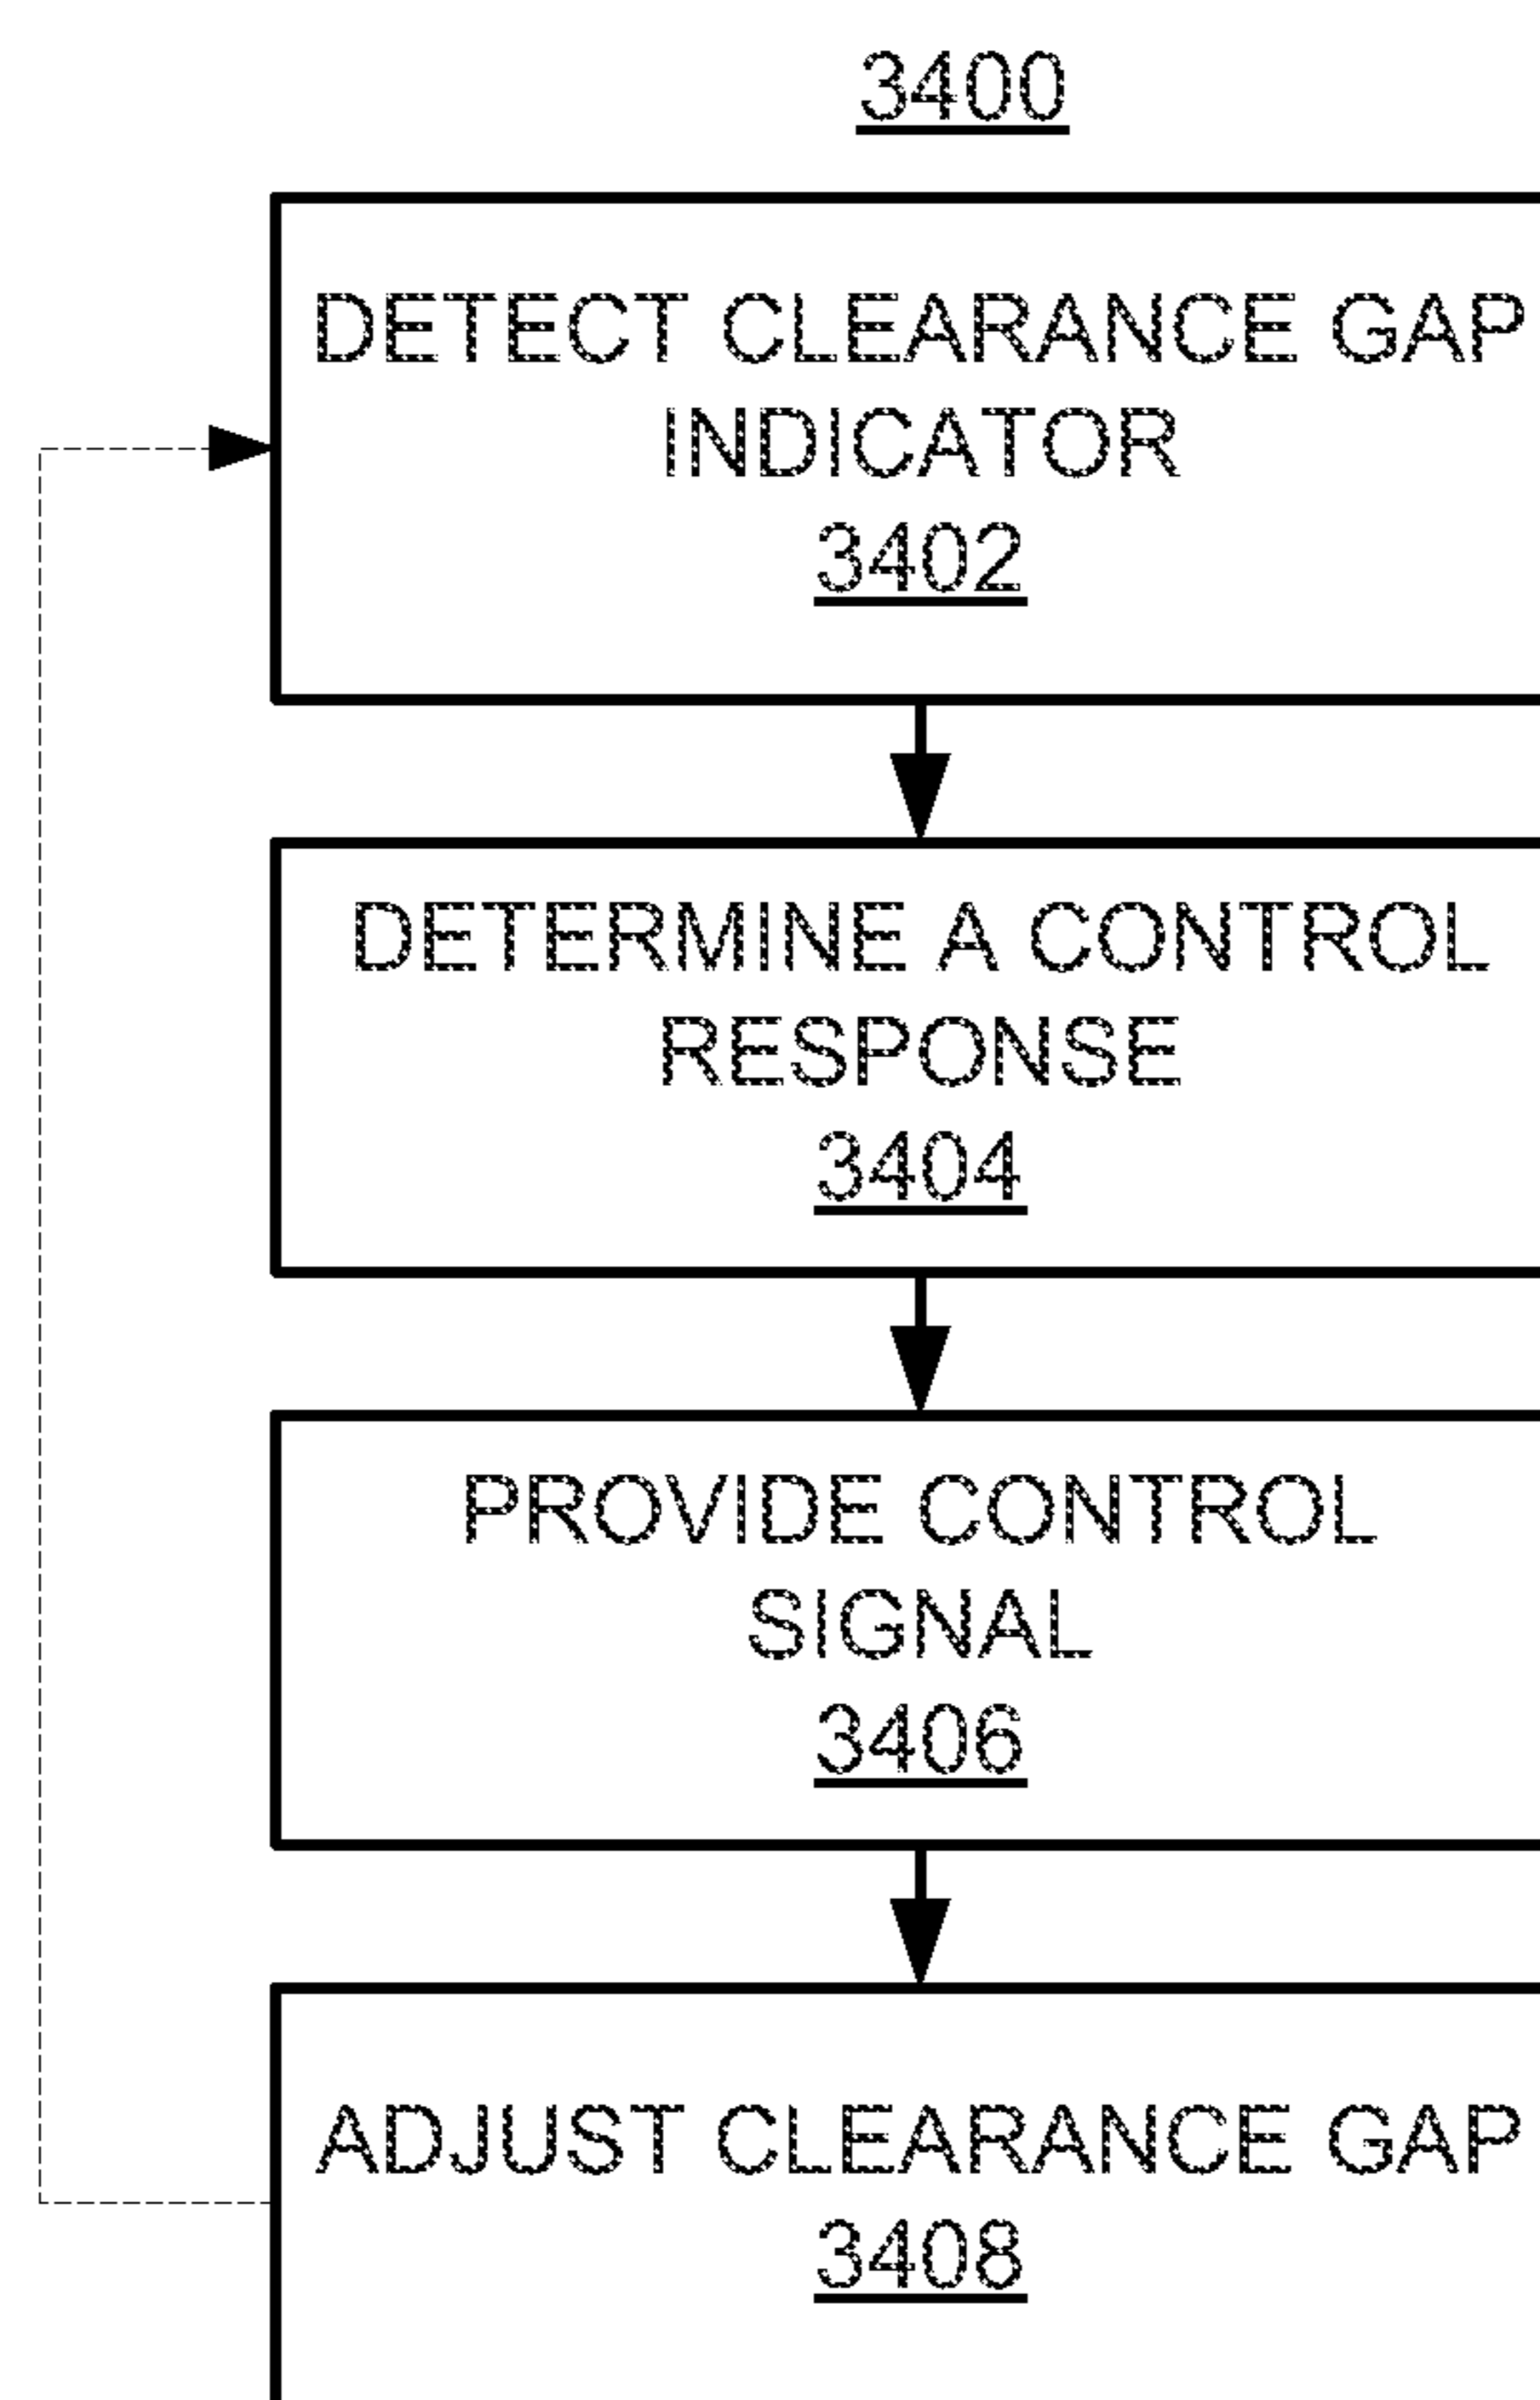 3400
DETECT CLEARANCE GAP
INDICATOR
3402
DETERMINE A CONTROL
RESPONSE
3404
PROVIDE CONTROL
SIGNAL
3406
ADJUST CLEARANCE GAP
3408